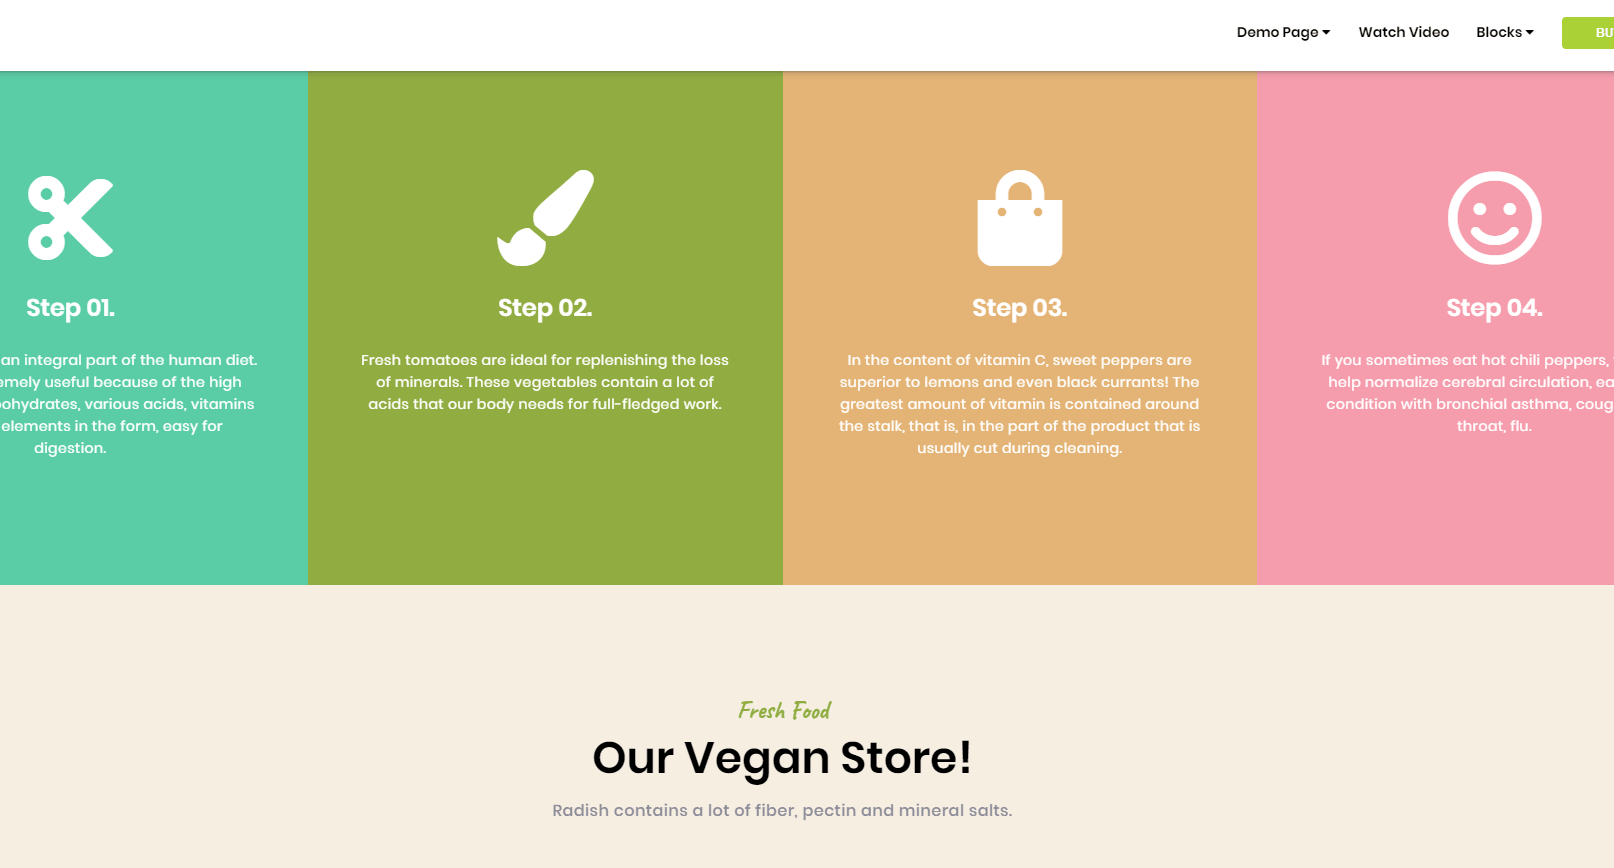 Demo Page
Watch Video
Blocks
Step 01.
an integral part of the human diet.
useful because of the high
various acids, vitamins
elements in the form, easy for
digestion.
Step 02.
Fresh tomatoes are ideal for replenishing the loss
of minerals. These vegetables contain a lot of
acids that our body needs for full-fledged work.
Step 03.
In the content of vitamin C, sweet peppers are
superior to lemons and even black currants! The
greatest amount of vitamin is contained around
the stalk, that is, in the part of the product that is
usually cut during cleaning.
Step 04.
If you sometimes eat hot chili peppers,
help normalize cerebral circulation,
condition with bronchial asthma,
throat, flu.
Fresh Food
Our Vegan Store!
Radish contains a lot of fiber, pectin and mineral salts.